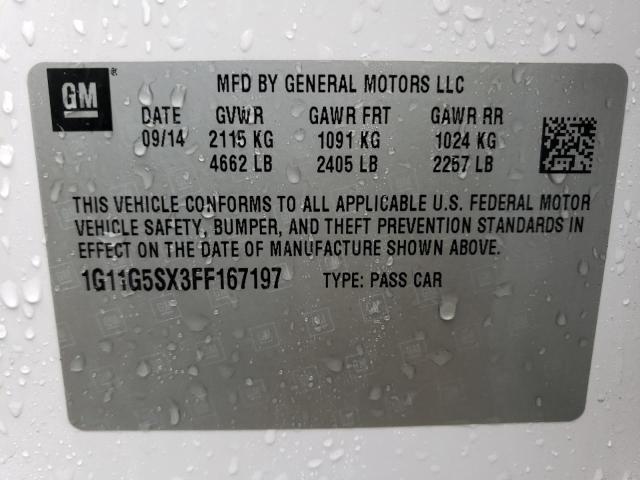 GM ®
MFD BY GENERAL MOTORS LLC
DATE GVWR GAWR FRT GAWR RR
09/14 2115 KG 1091 KG 1024 KG
4662 LB 2405 LB 2257 LB
THIS VEHICLE CONFORMS TO ALL APPLICABLE U.S. FEDERAL MOTOR
VEHICLE SAFETY, BUMPER, AND THEFT PREVENTION STANDARDS IN
EFFECT ON THE DATE OF MANUFACTURE SHOWN ABOVE.
1G11G5SX3FF167197 TYPE: PASS CAR